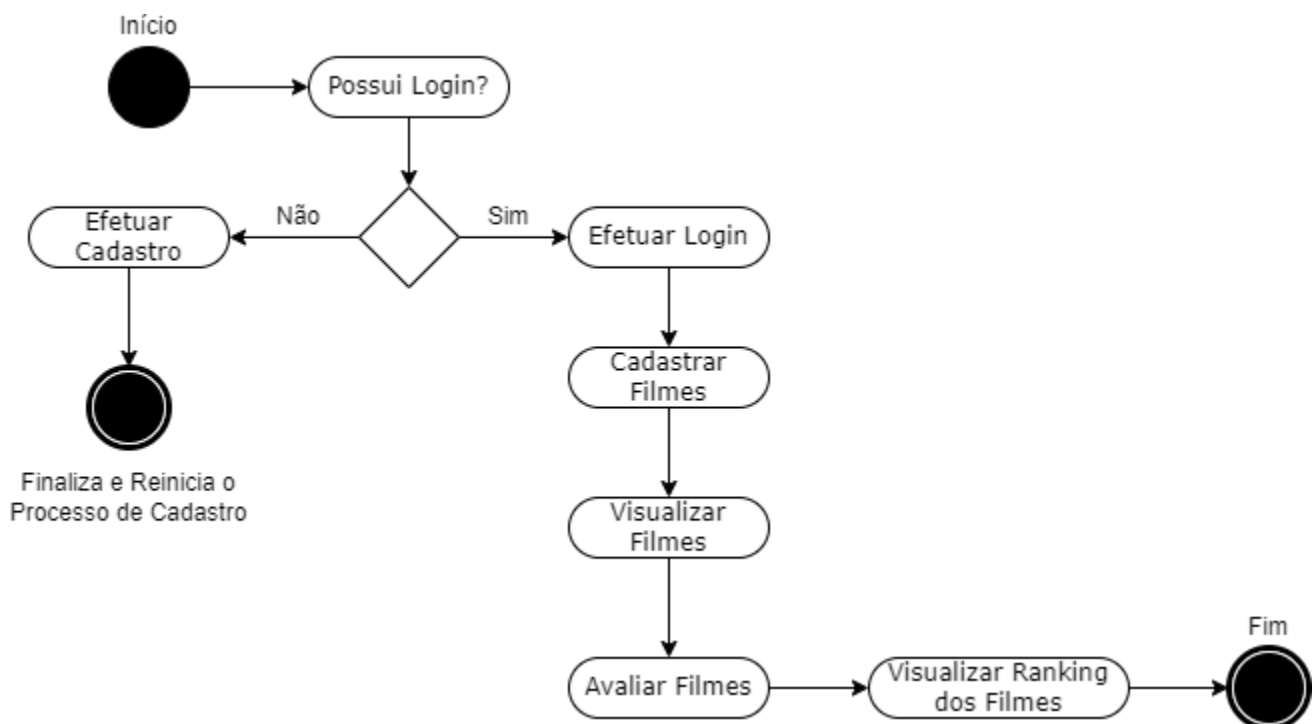 Início
Possui Login?
Não
Sim
Efetuar
Cadastro
Efetuar Login
Cadastrar
Filmes
Finaliza e Reinicia o
Processo de Cadastro
Visualizar
Filmes
Avaliar Filmes
Visualizar Ranking
dos Filmes
Fim